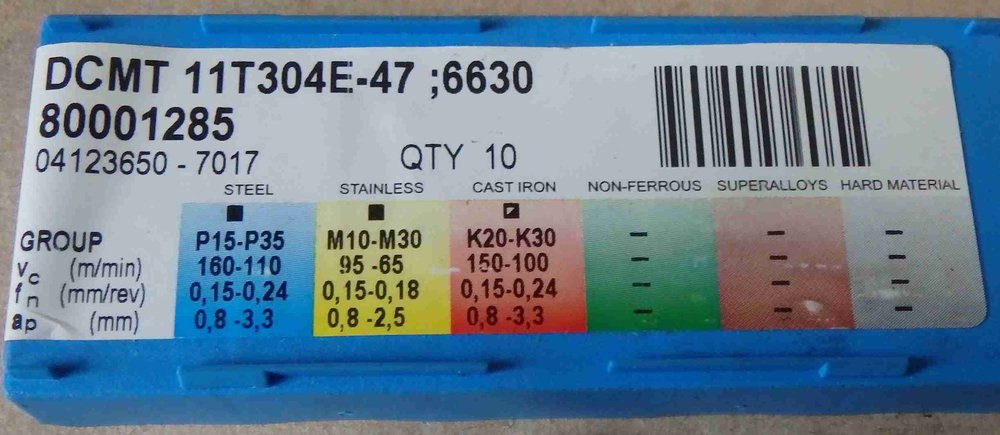 DCMT 11T304E-47 ;6630
80001285
04123650 - 7017 QTY 10
STEEL STAINLESS CAST IRON NON-FERROUS SUPERALLOYS HARD MATERIAL
GROUP P15-P35 M10-M30 K20-K30 - - -
vc (m/min) 160-110 95 -65 150-100 - - -
fn (mm/rev) 0,15-0,24 0,15-0,18 0,15-0,24 - - -
ap (mm) 0,8 -3,3 0,8 -2,5 0,8 -3,3 - - -